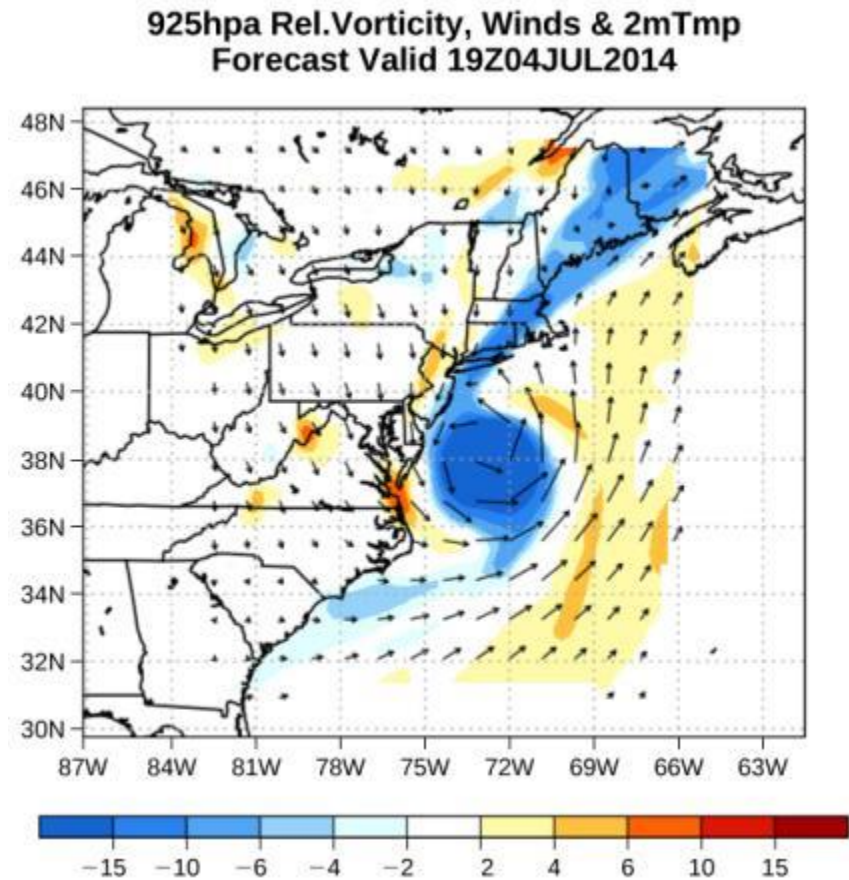 925hpa Rel.Vorticity, Winds & 2mTmp
Forecast Valid 19Z04JUL2014
48N
46N
44N
42N
40N
38N
36N
34N
32N
30N
87W 84W 81W 78W 75W 72W 69W 66W 63W
−15 −10 −6 −4 −2 2 4 6 10 15